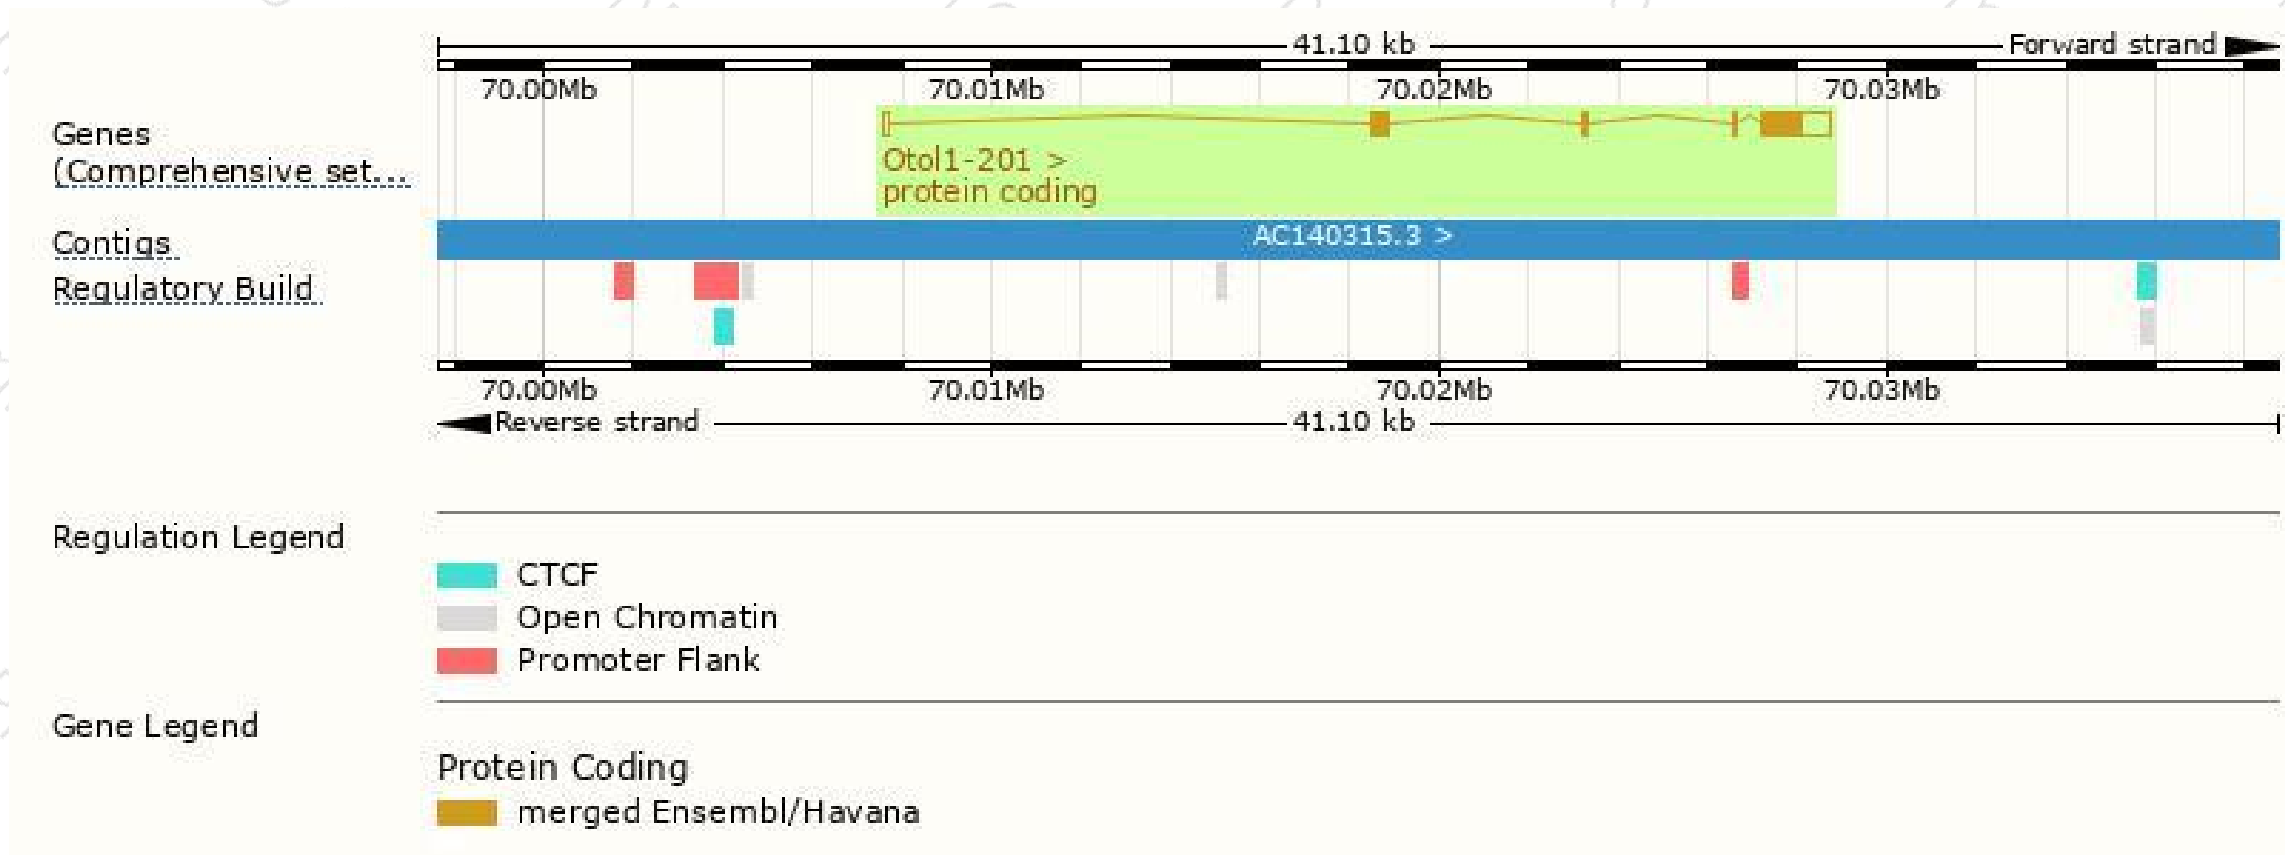 41.10 kb Forward strand
70.00Mb 70.01Mb 70.02Mb 70.03Mb
Genes
(Comprehensive set...
Otol1-201 >
protein coding
Contigs
AC140315.3 >
Regulatory Build
70.00Mb 70.01Mb 70.02Mb 70.03Mb
Reverse strand 41.10 kb
Regulation Legend
CTCF
Open Chromatin
Promoter Flank
Gene Legend
Protein Coding
merged Ensembl/Havana